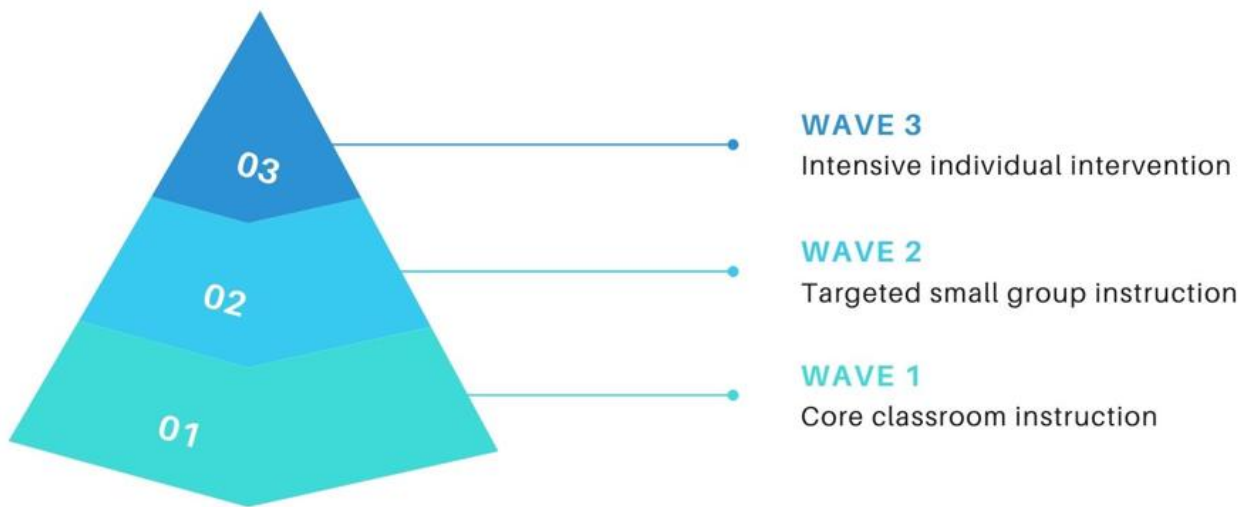 03
WAVE 3
Intensive individual intervention
02
WAVE 2
Targeted small group instruction
01
WAVE 1
Core classroom instruction